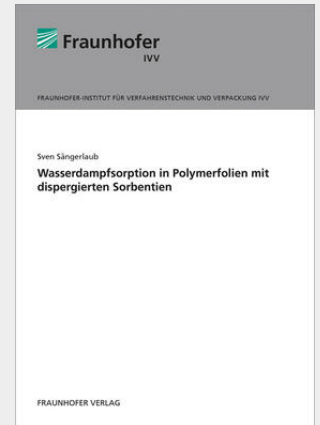 Fraunhofer
IVV
FRAUNHOFER-INSTITUT FÜR VERFAHRENSTECHNIK UND VERPACKUNG IVV
Sven Sängerlaub
Wasserdampfsorption in Polymerfolien mit
dispergierten Sorbentien
FRAUNHOFER VERLAG